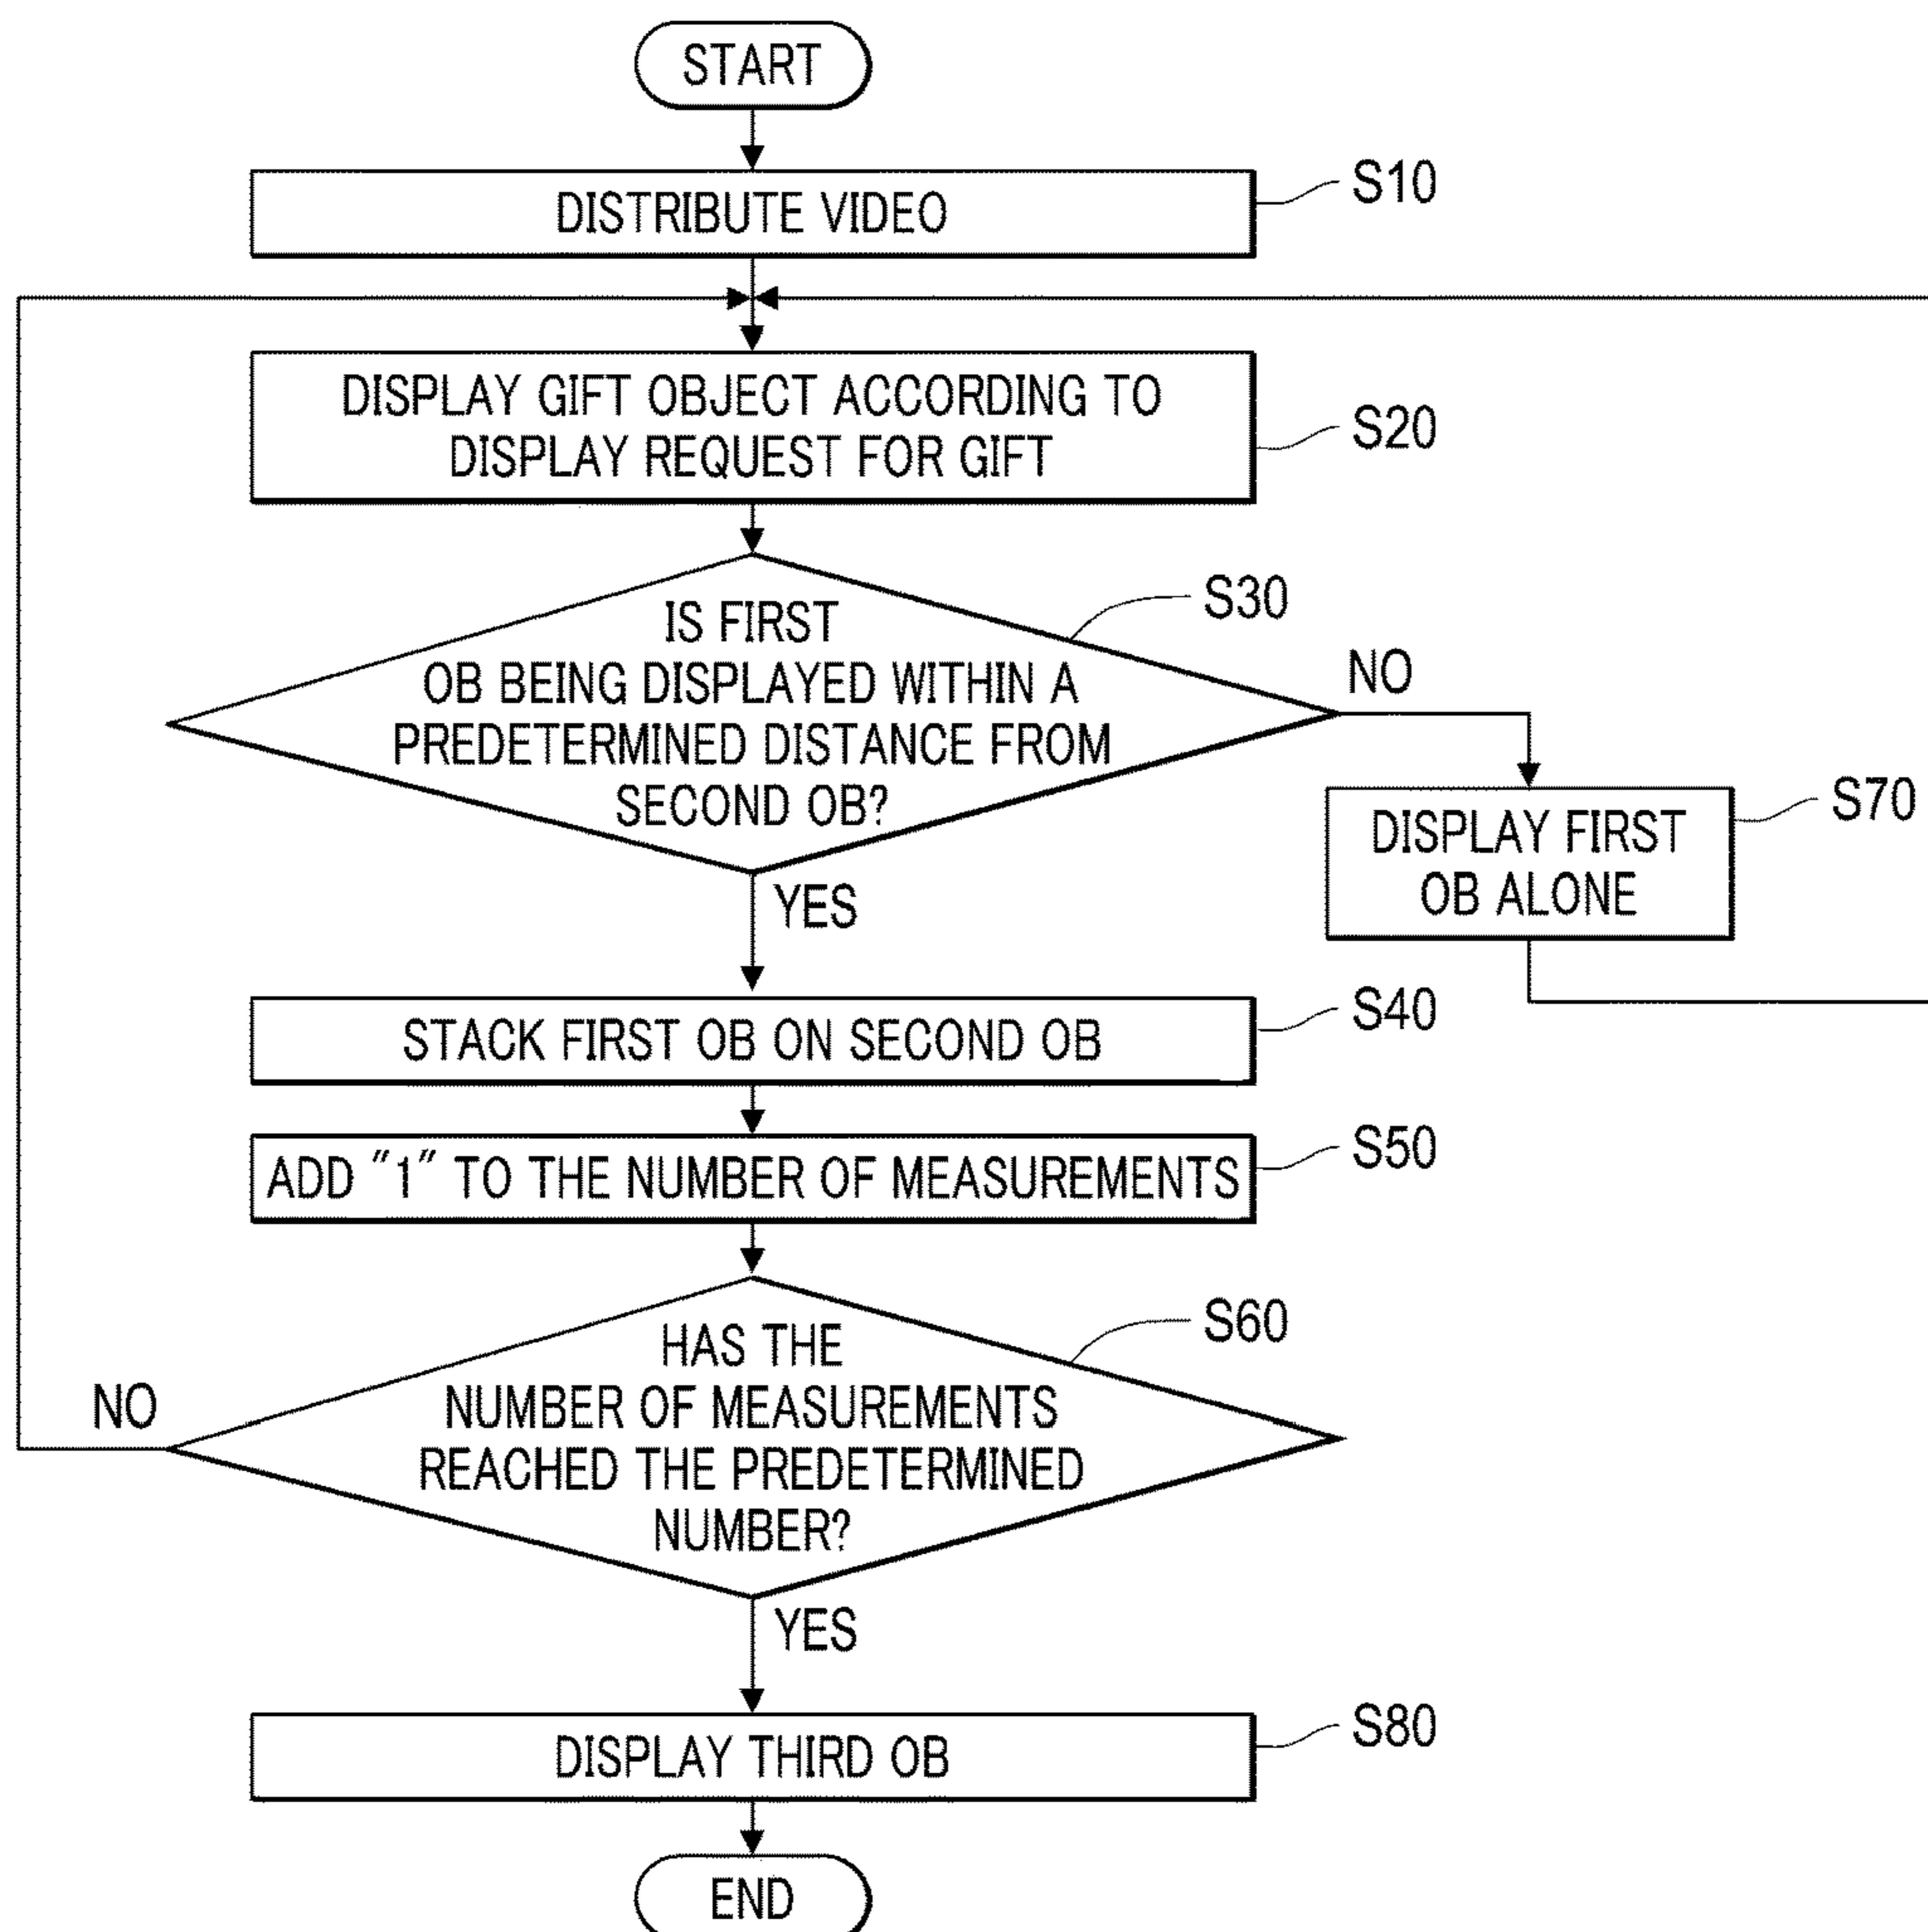 START
DISTRIBUTE VIDEO
S10
DISPLAY GIFT OBJECT ACCORDING TO
DISPLAY REQUEST FOR GIFT
S20
IS FIRST
OB BEING DISPLAYED WITHIN A
PREDETERMINED DISTANCE FROM
SECOND OB?
S30
NO
YES
DISPLAY FIRST
OB ALONE
S70
STACK FIRST OB ON SECOND OB
S40
ADD "1" TO THE NUMBER OF MEASUREMENTS
S50
HAS THE
NUMBER OF MEASUREMENTS
REACHED THE PREDETERMINED
NUMBER?
S60
NO
YES
DISPLAY THIRD OB
S80
END